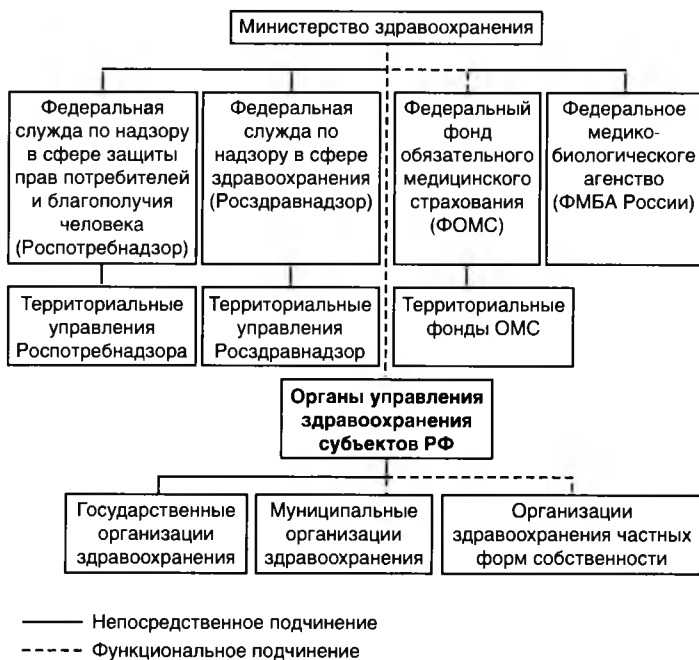 Министерство здравоохранения
Федеральная
служда по надзору
в сфере защиты
прав потребителей
и благополучия
человека
(Роспотребнадзор)
Федеральная
служда по
надзору в сфере
здравоохранения
(Росздравнадзор)
Федеральный
фонд
обязательного
медицинского
страхования
(ФОМС)
Федеральное
медико-
биологического
агенство
(ФМБА России)
Территориальные
управления
Роспотребнадзора
Территориальные
управления
Росздравнадзор
Территориальные
фонды ОМС
Органы управления
здравоохранения
субъектов РФ
Государственные
организации
здравоохранения
Муниципальные
организации
здравоохранения
Организации
здравоохранения частных
форм собственности
Непосредственное подчинение
Функциональное подчинение